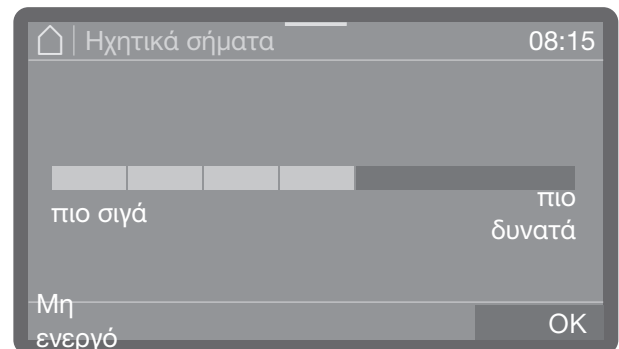 Ηχητικά σήματα 08:15
πιο σιγά
πιο
δυνατά
Μη
ενεργό
OK